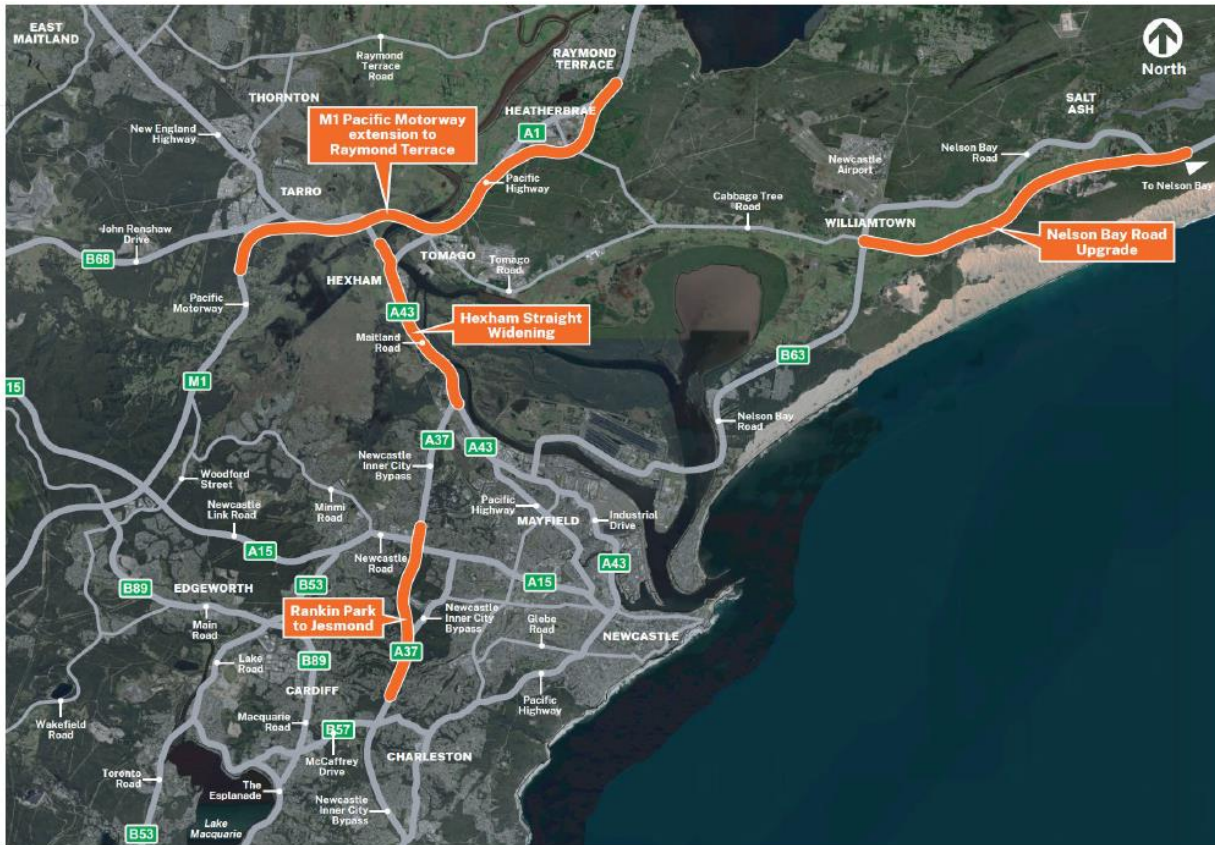 EAST
MAITLAND
Raymond
Terrace
Road
RAYMOND
TERRACE
North
THORNTON
New England
Highway
M1 Pacific Motorway
extension to
Raymond Terrace
HEATHERBRAE
A1
Pacific
Highway
SALT
ASH
Nelson Bay
Road
Newcastle
Airport
To Nelson Bay
TARRO
Cabbage Tree
Road
WILLIAMTOWN
Nelson Bay Road
Upgrade
John Renshaw
Drive
B68
HEXHAM
TOMAGO
Tomago
Road
Pacific
Motorway
A43
Hexham Straight
Widening
Maitland
Road
B63
15
M1
Nelson Bay
Road
A37
A43
Newcastle
Inner City
Bypass
Woodford
Street
Minmi
Road
Newcastle
Link Road
Pacific
Highway
MAYFIELD
Industrial
Drive
A15
Newcastle
Road
A43
A15
B89
EDGEWORTH
B53
Main
Road
Rankin Park
to Jesmond
Newcastle
Inner City
Bypass
Glebe
Road
NEWCASTLE
A37
Lake
Road
B89
CARDIFF
Pacific
Highway
Wakefield
Road
Macquarie
Road
B57
McCaffrey
Drive
CHARLESTON
Toronto
Road
The
Esplanade
Newcastle
Inner City
Bypass
Lake
Macquarie
B53